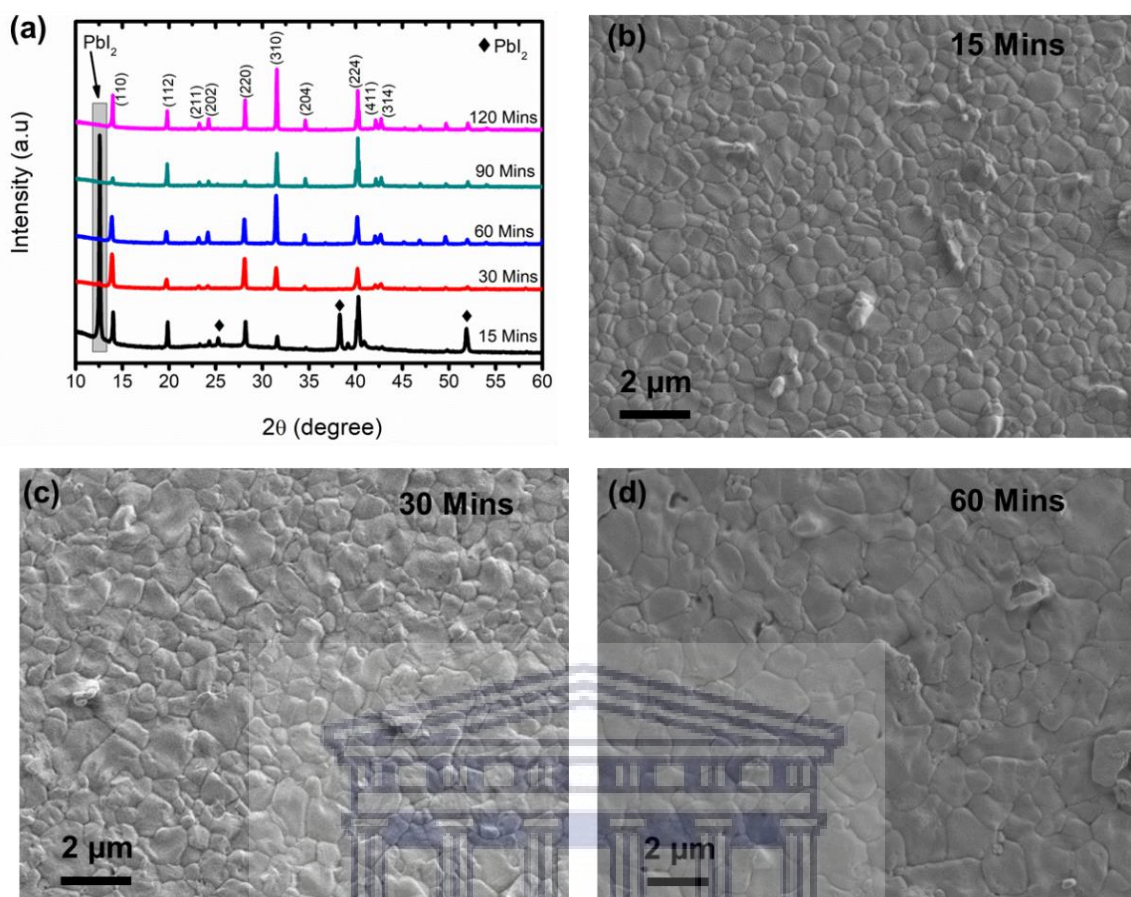 (a)
PbI₂
◆ PbI₂
(110)
(112)
(211)
(202)
(220)
(310)
(204)
(224)
(411)
(314)
120 Mins
90 Mins
60 Mins
30 Mins
15 Mins
Intensity (a.u)
10 15 20 25 30 35 40 45 50 55 60
2θ (degree)
(b)
15 Mins
2 μm
(c)
30 Mins
2 μm
(d)
60 Mins
2 μm